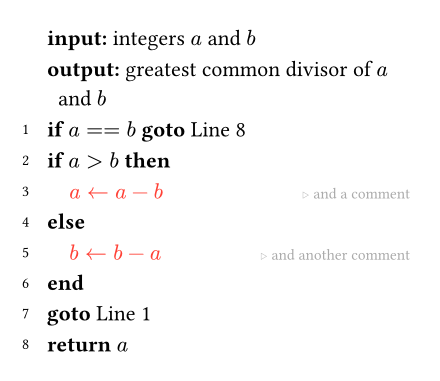 input: integers a and b
output: greatest common divisor of a
and b
1 if a == b goto Line 8
2 if a > b then
3 a ← a − b ▹ and a comment
4 else
5 b ← b − a ▹ and another comment
6 end
7 goto Line 1
8 return a